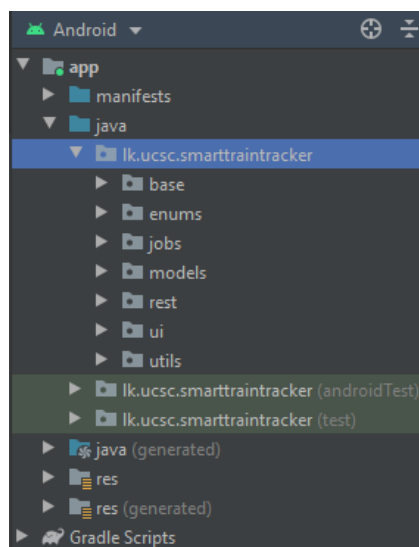 Android
app
manifests
java
lk.ucsc.smarttraintracker
base
enums
jobs
models
rest
ui
utils
lk.ucsc.smarttraintracker (androidTest)
lk.ucsc.smarttraintracker (test)
java (generated)
res
res (generated)
Gradle Scripts